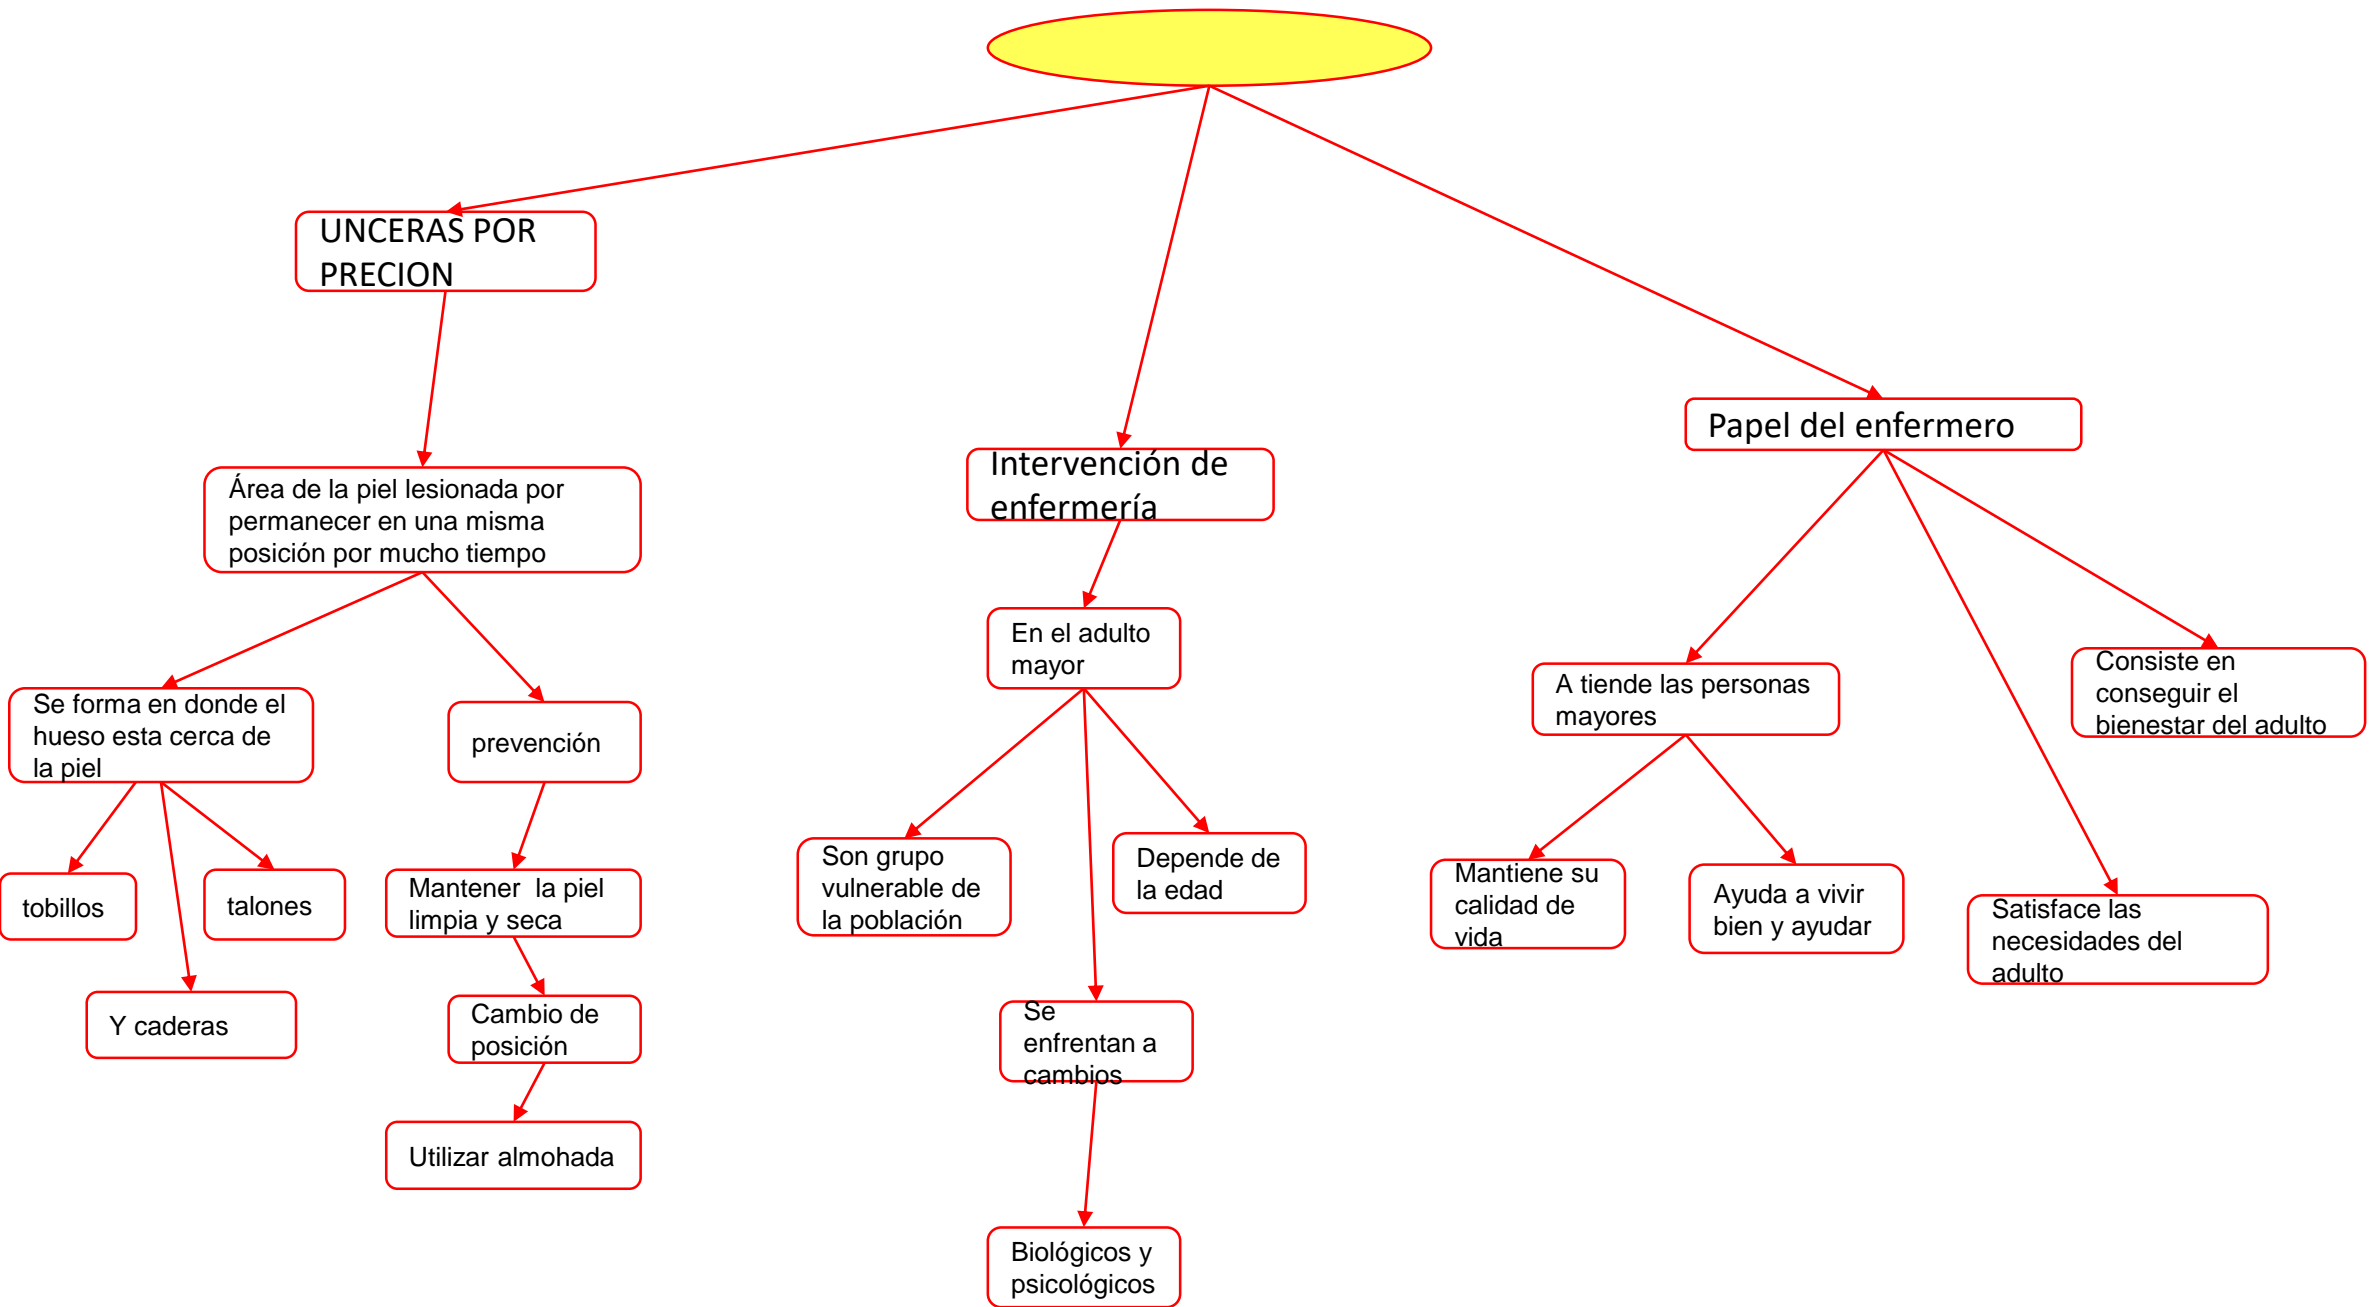 UNCERAS POR
PRECION
Área de la piel lesionada por
permanecer en una misma
posición por mucho tiempo
Se forma en donde el
hueso esta cerca de
la piel
tobillos
talones
Y caderas
prevención
Mantener  la piel
limpia y seca
Cambio de
posición
Utilizar almohada
Intervención de
enfermería
En el adulto
mayor
Son grupo
vulnerable de
la población
Depende de
la edad
Se
enfrentan a
cambios
Biológicos y
psicológicos
Papel del enfermero
A tiende las personas
mayores
Mantiene su
calidad de
vida
Ayuda a vivir
bien y ayudar
Satisface las
necesidades del
adulto
Consiste en
conseguir el
bienestar del adulto